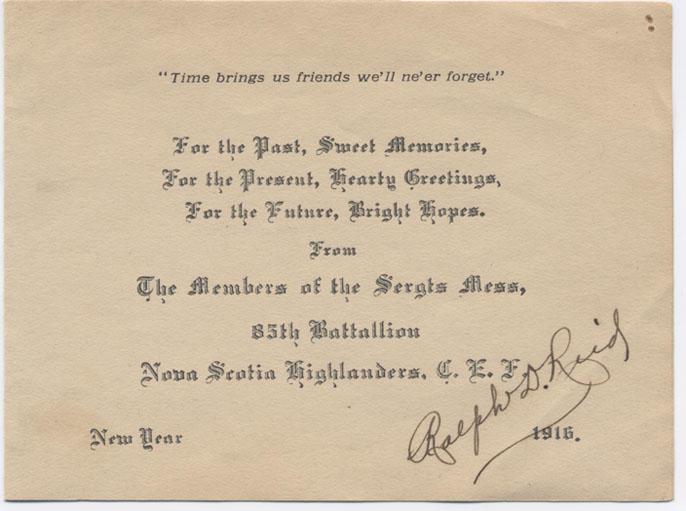 "Time brings us friends we'll ne'er forget."
For the Past, Sweet Memories,
For the Present, Hearty Greetings,
For the Future, Bright Hopes.
From
The Members of the Sergts Mess,
85th Battallion
Nova Scotia Highlanders, C. E. F.
Ralph D. Reid
New Year 1916.